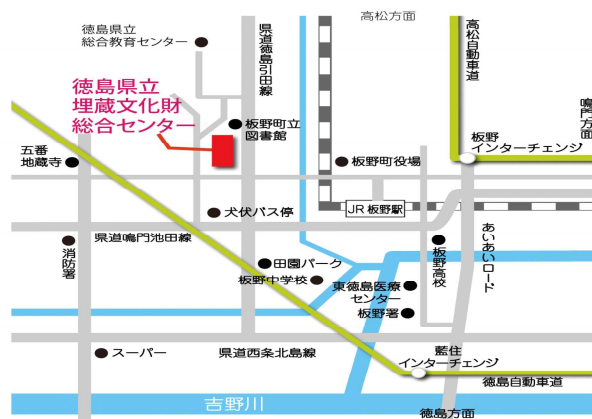 高松方面
徳島県立
総合教育センター
県道徳島引田線
高松自動車道
鳴門方面
徳島県立
埋蔵文化財
総合センター
板野町立
図書館
板野
インターチェンジ
五番
地蔵寺
板野町役場
JR 板野駅
犬伏バス停
県道鳴門池田線
消防署
あいあいロード
板野高校
田園パーク
板野中学校
東徳島医療
センター
板野署
スーパー
県道西条北島線
藍住
インターチェンジ
徳島自動車道
吉野川
徳島方面